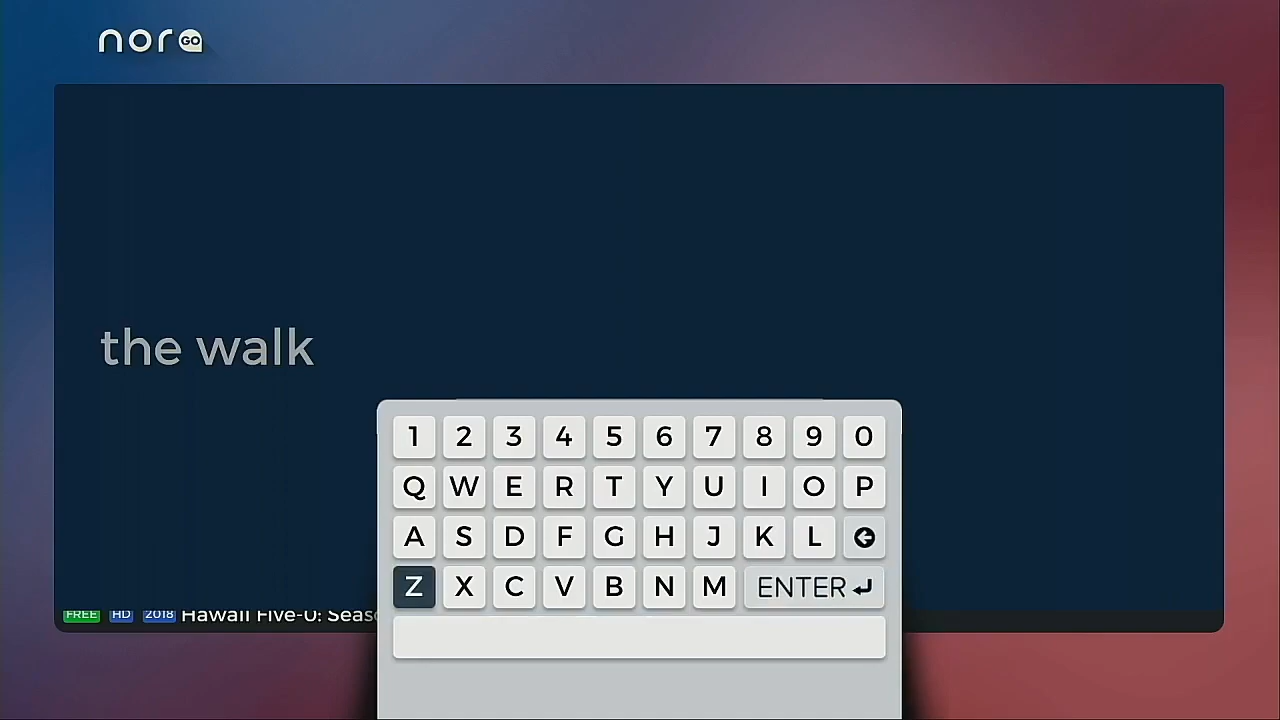 nora GO
the walk
1 2 3 4 5 6 7 8 9 0
Q W E R T Y U I O P
A S D F G H J K L
Z X C V B N M ENTER
FREE HD 2018 Hawaii Five-0: Seas